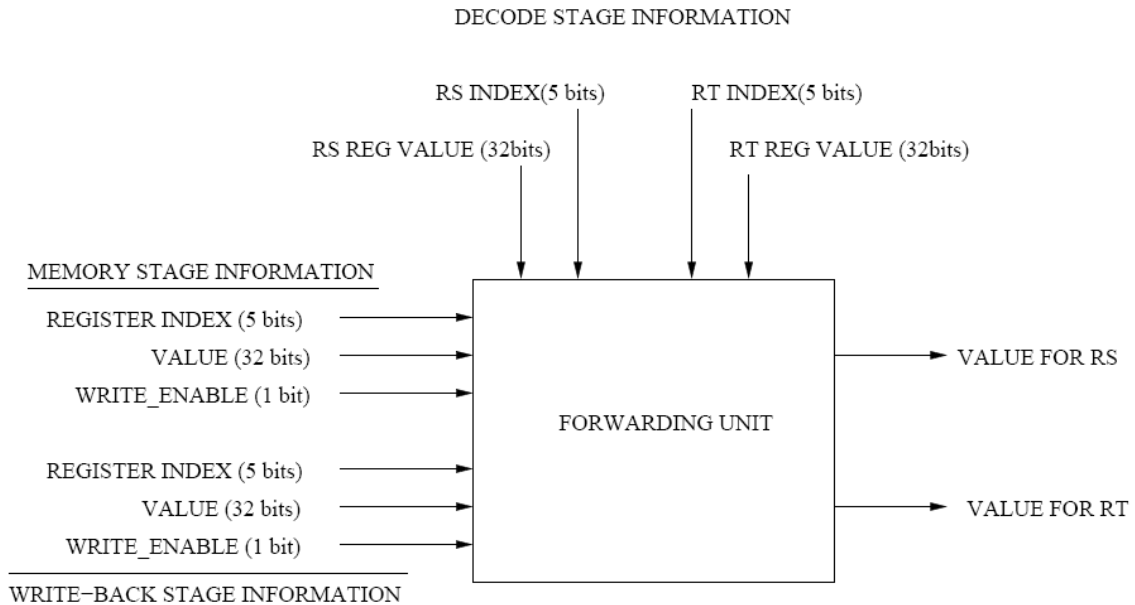 DECODE STAGE INFORMATION
RS INDEX(5 bits)
RT INDEX(5 bits)
RS REG VALUE (32bits)
RT REG VALUE (32bits)
MEMORY STAGE INFORMATION
REGISTER INDEX (5 bits)
VALUE (32 bits)
WRITE_ENABLE (1 bit)
REGISTER INDEX (5 bits)
VALUE (32 bits)
WRITE_ENABLE (1 bit)
WRITE−BACK STAGE INFORMATION
FORWARDING UNIT
VALUE FOR RS
VALUE FOR RT